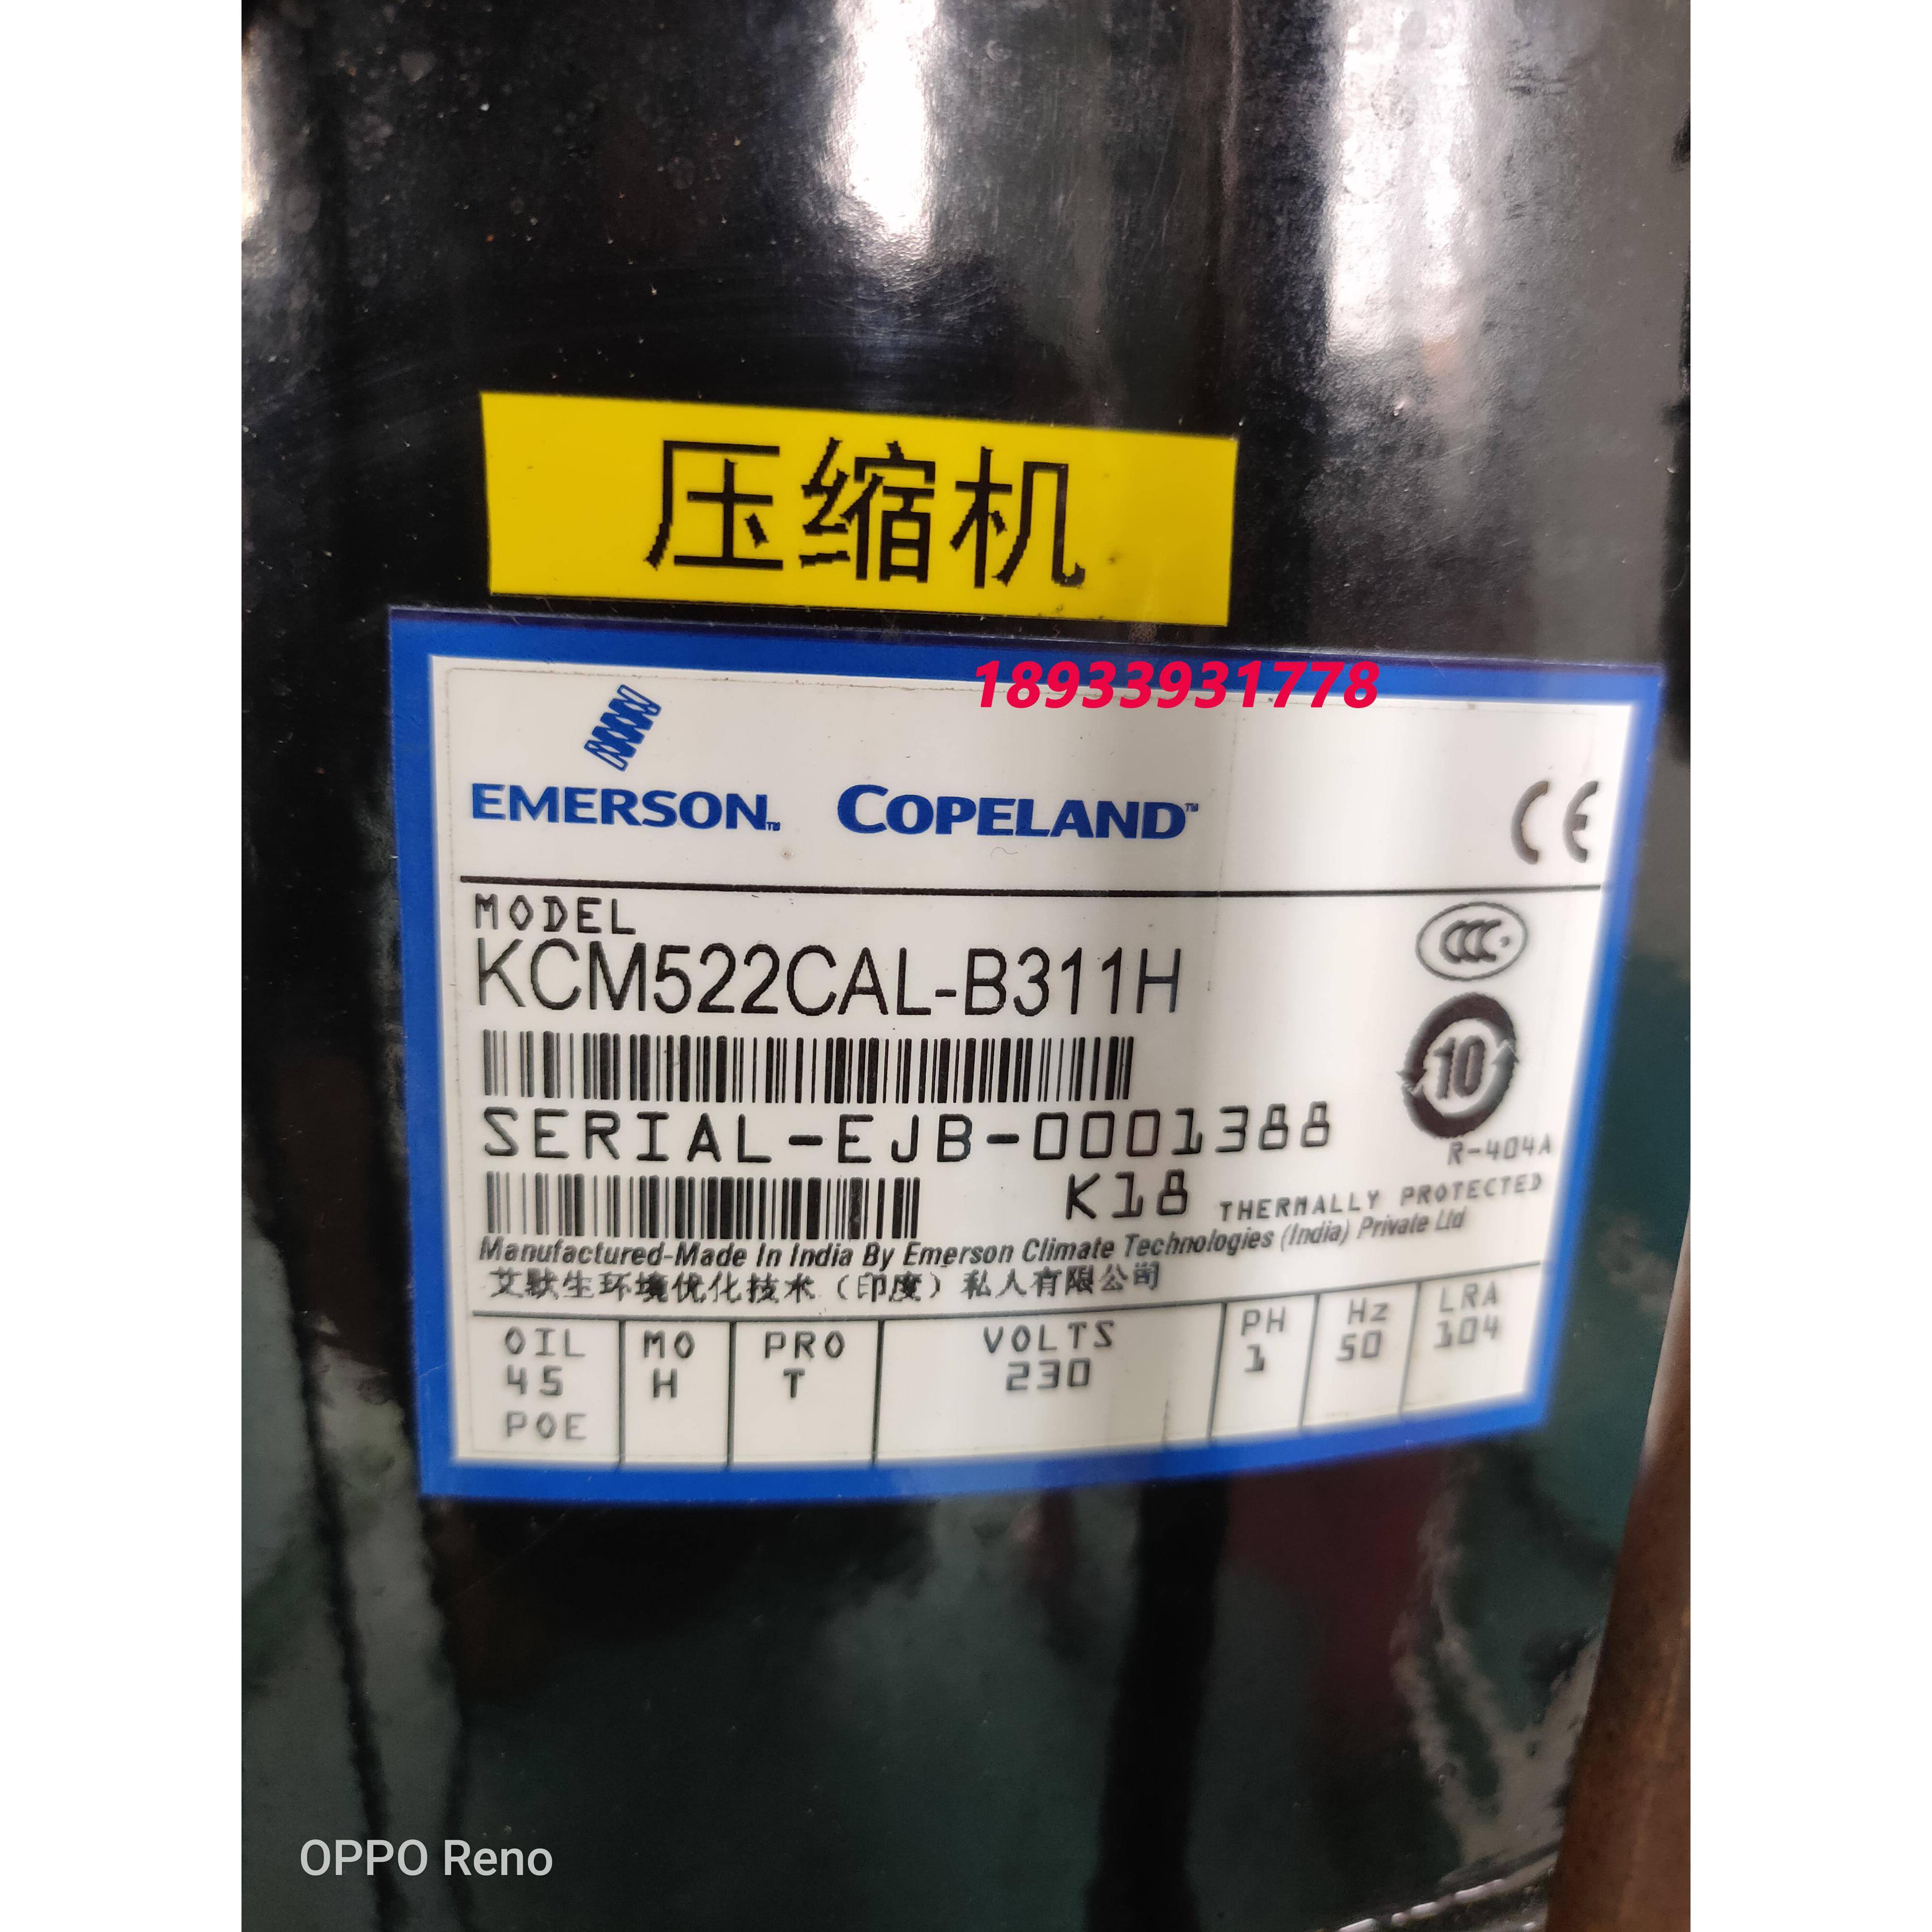 压缩机
18933931778
EMERSON™ COPELAND™
CE
MODEL
KCM522CAL-B311H
CCC
10
SERIAL-EJB-0001388
R-404A
K18 THERMALLY PROTECTED
Manufactured-Made In India By Emerson Climate Technologies (India) Private Ltd
艾默生环境优化技术（印度）私人有限公司
OIL MO PRO VOLTS PH Hz LRA
45 H T 230 1 50 104
POE
OPPO Reno